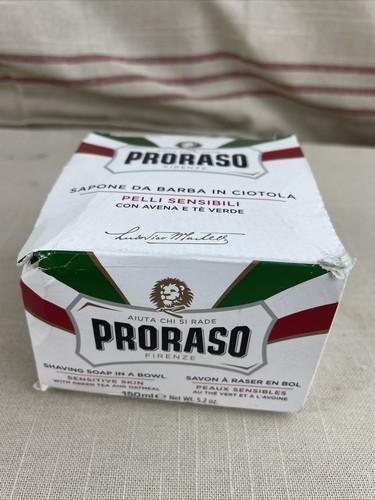 PRORASO
FIRENZE
SAPONE DA BARBA IN CIOTOLA
PELLI SENSIBILI
CON AVENA E TÈ VERDE
Ludovico Martelli
AIUTA CHI SI RADE
PRORASO
FIRENZE
SHAVING SOAP IN A BOWL
SENSITIVE SKIN
WITH GREEN TEA AND OATMEAL
SAVON À RASER EN BOL
PEAUX SENSIBLES
AU THÉ VERT ET À L'AVOINE
150ml ℮ Net Wt. 5.2 oz.